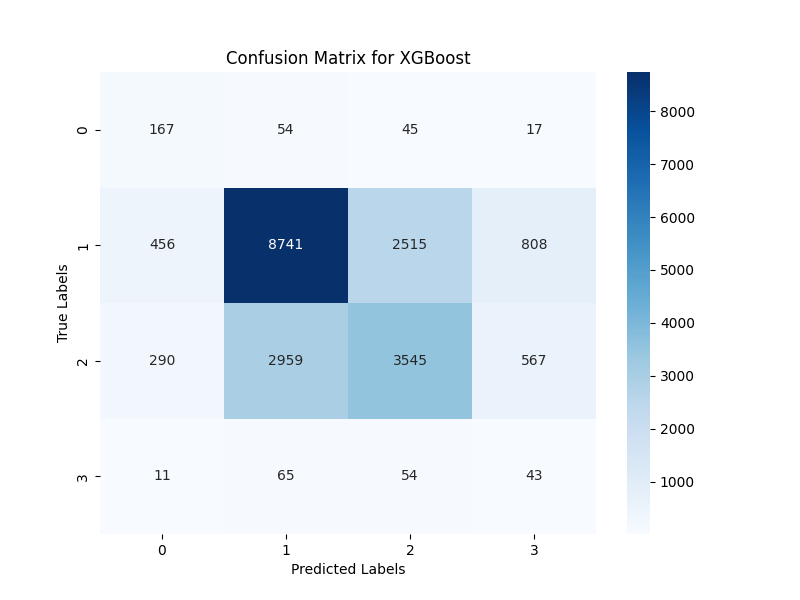 Confusion Matrix for XGBoost
0 167 54 45 17
1 456 8741 2515 808
2 290 2959 3545 567
3 11 65 54 43
0 1 2 3
Predicted Labels
True Labels
8000
7000
6000
5000
4000
3000
2000
1000